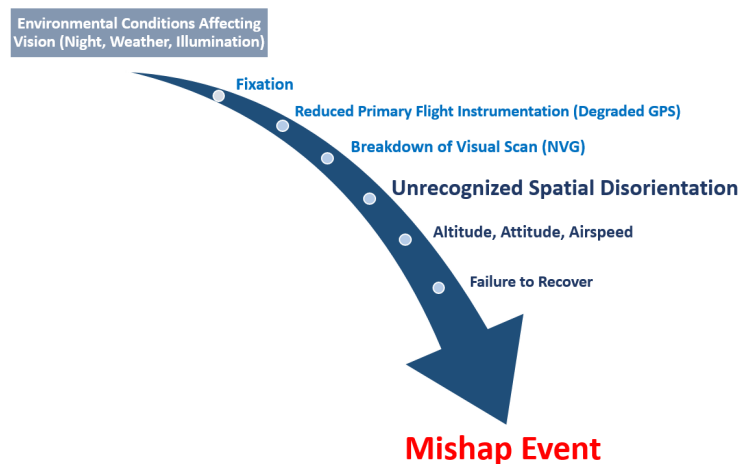 Environmental Conditions Affecting
Vision (Night, Weather, Illumination)
Fixation
Reduced Primary Flight Instrumentation (Degraded GPS)
Breakdown of Visual Scan (NVG)
Unrecognized Spatial Disorientation
Altitude, Attitude, Airspeed
Failure to Recover
Mishap Event